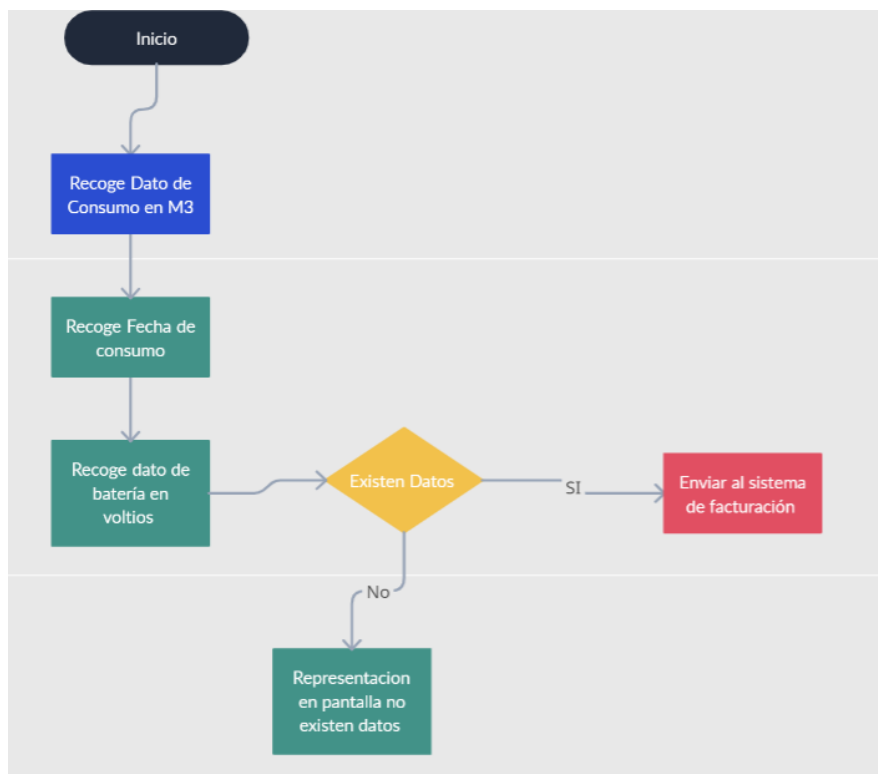 Inicio
Recoge Dato de
Consumo en M3
Recoge Fecha de
consumo
Recoge dato de
batería en
voltios
Existen Datos
SI
Enviar al sistema
de facturación
No
Representacion
en pantalla no
existen datos